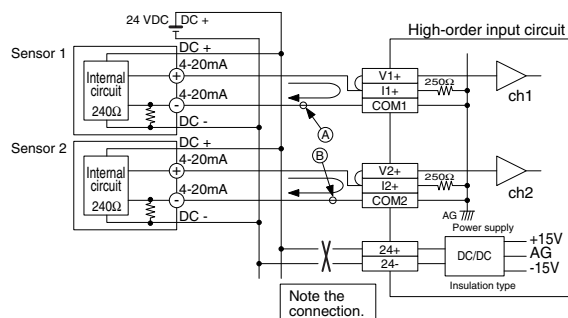 24 VDC
DC +
High-order input circuit
Sensor 1
DC +
4-20mA
+
V1+
250Ω
Internal
circuit
240Ω
4-20mA
I1+
-
COM1
ch1
DC -
A
Sensor 2
DC +
B
4-20mA
+
V2+
250Ω
Internal
circuit
240Ω
4-20mA
I2+
-
COM2
ch2
DC -
AG
Power supply
24+
+15V
DC/DC
AG
24-
-15V
Insulation type
Note the
connection.